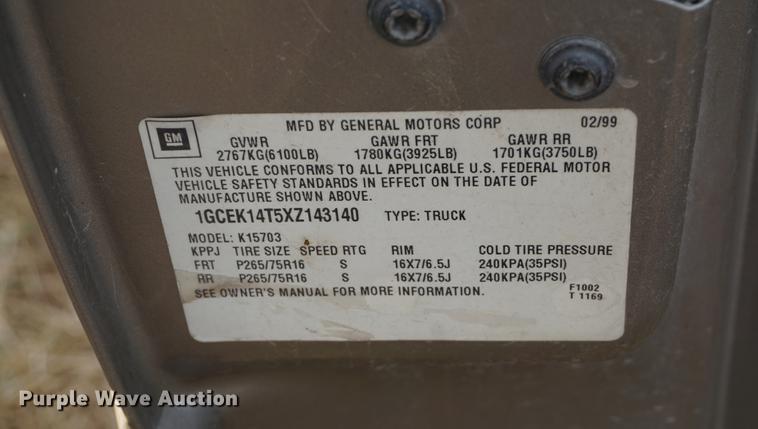 GM
MFD BY GENERAL MOTORS CORP 02/99
GVWR GAWR FRT GAWR RR
2767KG(6100LB) 1780KG(3925LB) 1701KG(3750LB)
THIS VEHICLE CONFORMS TO ALL APPLICABLE U.S. FEDERAL MOTOR
VEHICLE SAFETY STANDARDS IN EFFECT ON THE DATE OF
MANUFACTURE SHOWN ABOVE.
1GCEK14T5XZ143140 TYPE: TRUCK
MODEL: K15703
KPPJ TIRE SIZE SPEED RTG RIM COLD TIRE PRESSURE
FRT P265/75R16 S 16X7/6.5J 240KPA(35PSI)
RR P265/75R16 S 16X7/6.5J 240KPA(35PSI)
SEE OWNER'S MANUAL FOR MORE INFORMATION.
F1002
T 1169
Purple Wave Auction